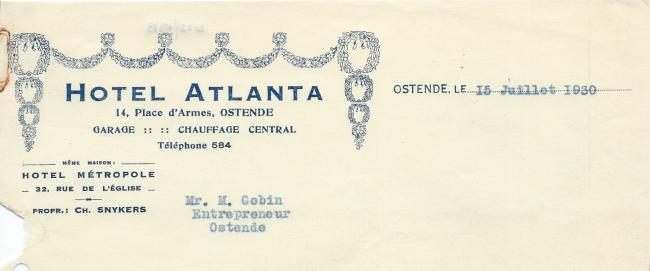 HOTEL ATLANTA
14, Place d'Armes, OSTENDE
GARAGE :: :: CHAUFFAGE CENTRAL
Téléphone 584
OSTENDE, LE 15 Juillet 1930
MÊME MAISON:
HOTEL MÉTROPOLE
32, RUE DE L'ÉGLISE
PROPR.: CH. SNYKERS
Mr. M. Gobin
Entrepreneur
Ostende